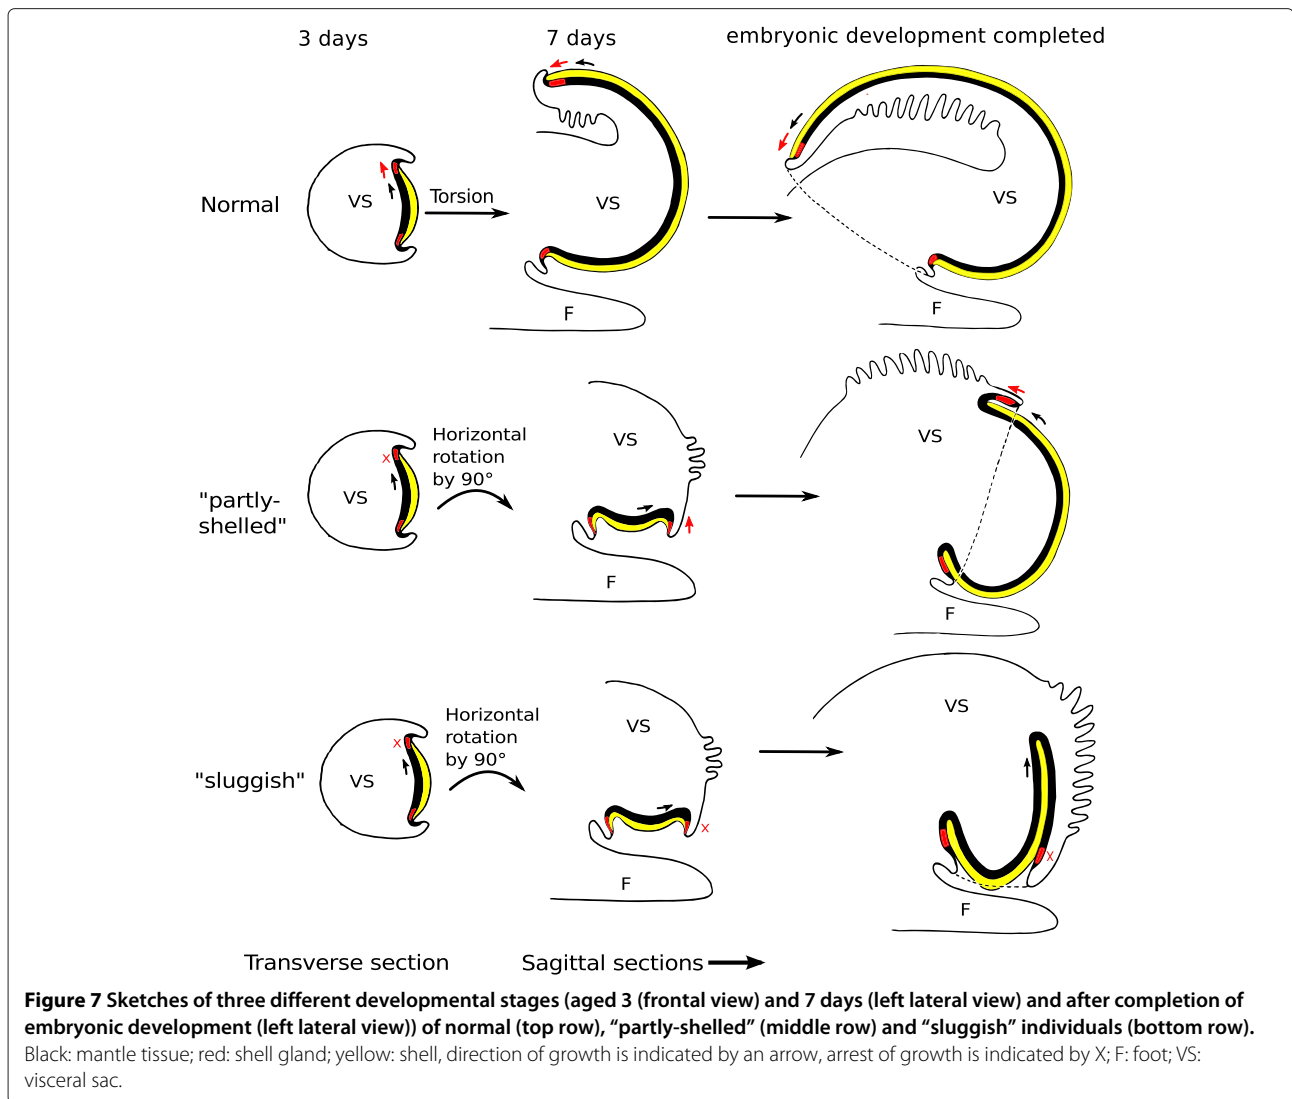 3 days
7 days
embryonic development completed
Normal
VS
Torsion
VS
F
VS
F
"partly-
shelled"
VS
x
Horizontal
rotation
by 90°
VS
F
VS
F
"sluggish"
VS
x
Horizontal
rotation
by 90°
VS
x
F
VS
x
F
Transverse section
Sagittal sections
Figure 7 Sketches of three different developmental stages (aged 3 (frontal view) and 7 days (left lateral view) and after completion of
embryonic development (left lateral view)) of normal (top row), “partly-shelled” (middle row) and “sluggish” individuals (bottom row).
Black: mantle tissue; red: shell gland; yellow: shell, direction of growth is indicated by an arrow, arrest of growth is indicated by X; F: foot; VS:
visceral sac.